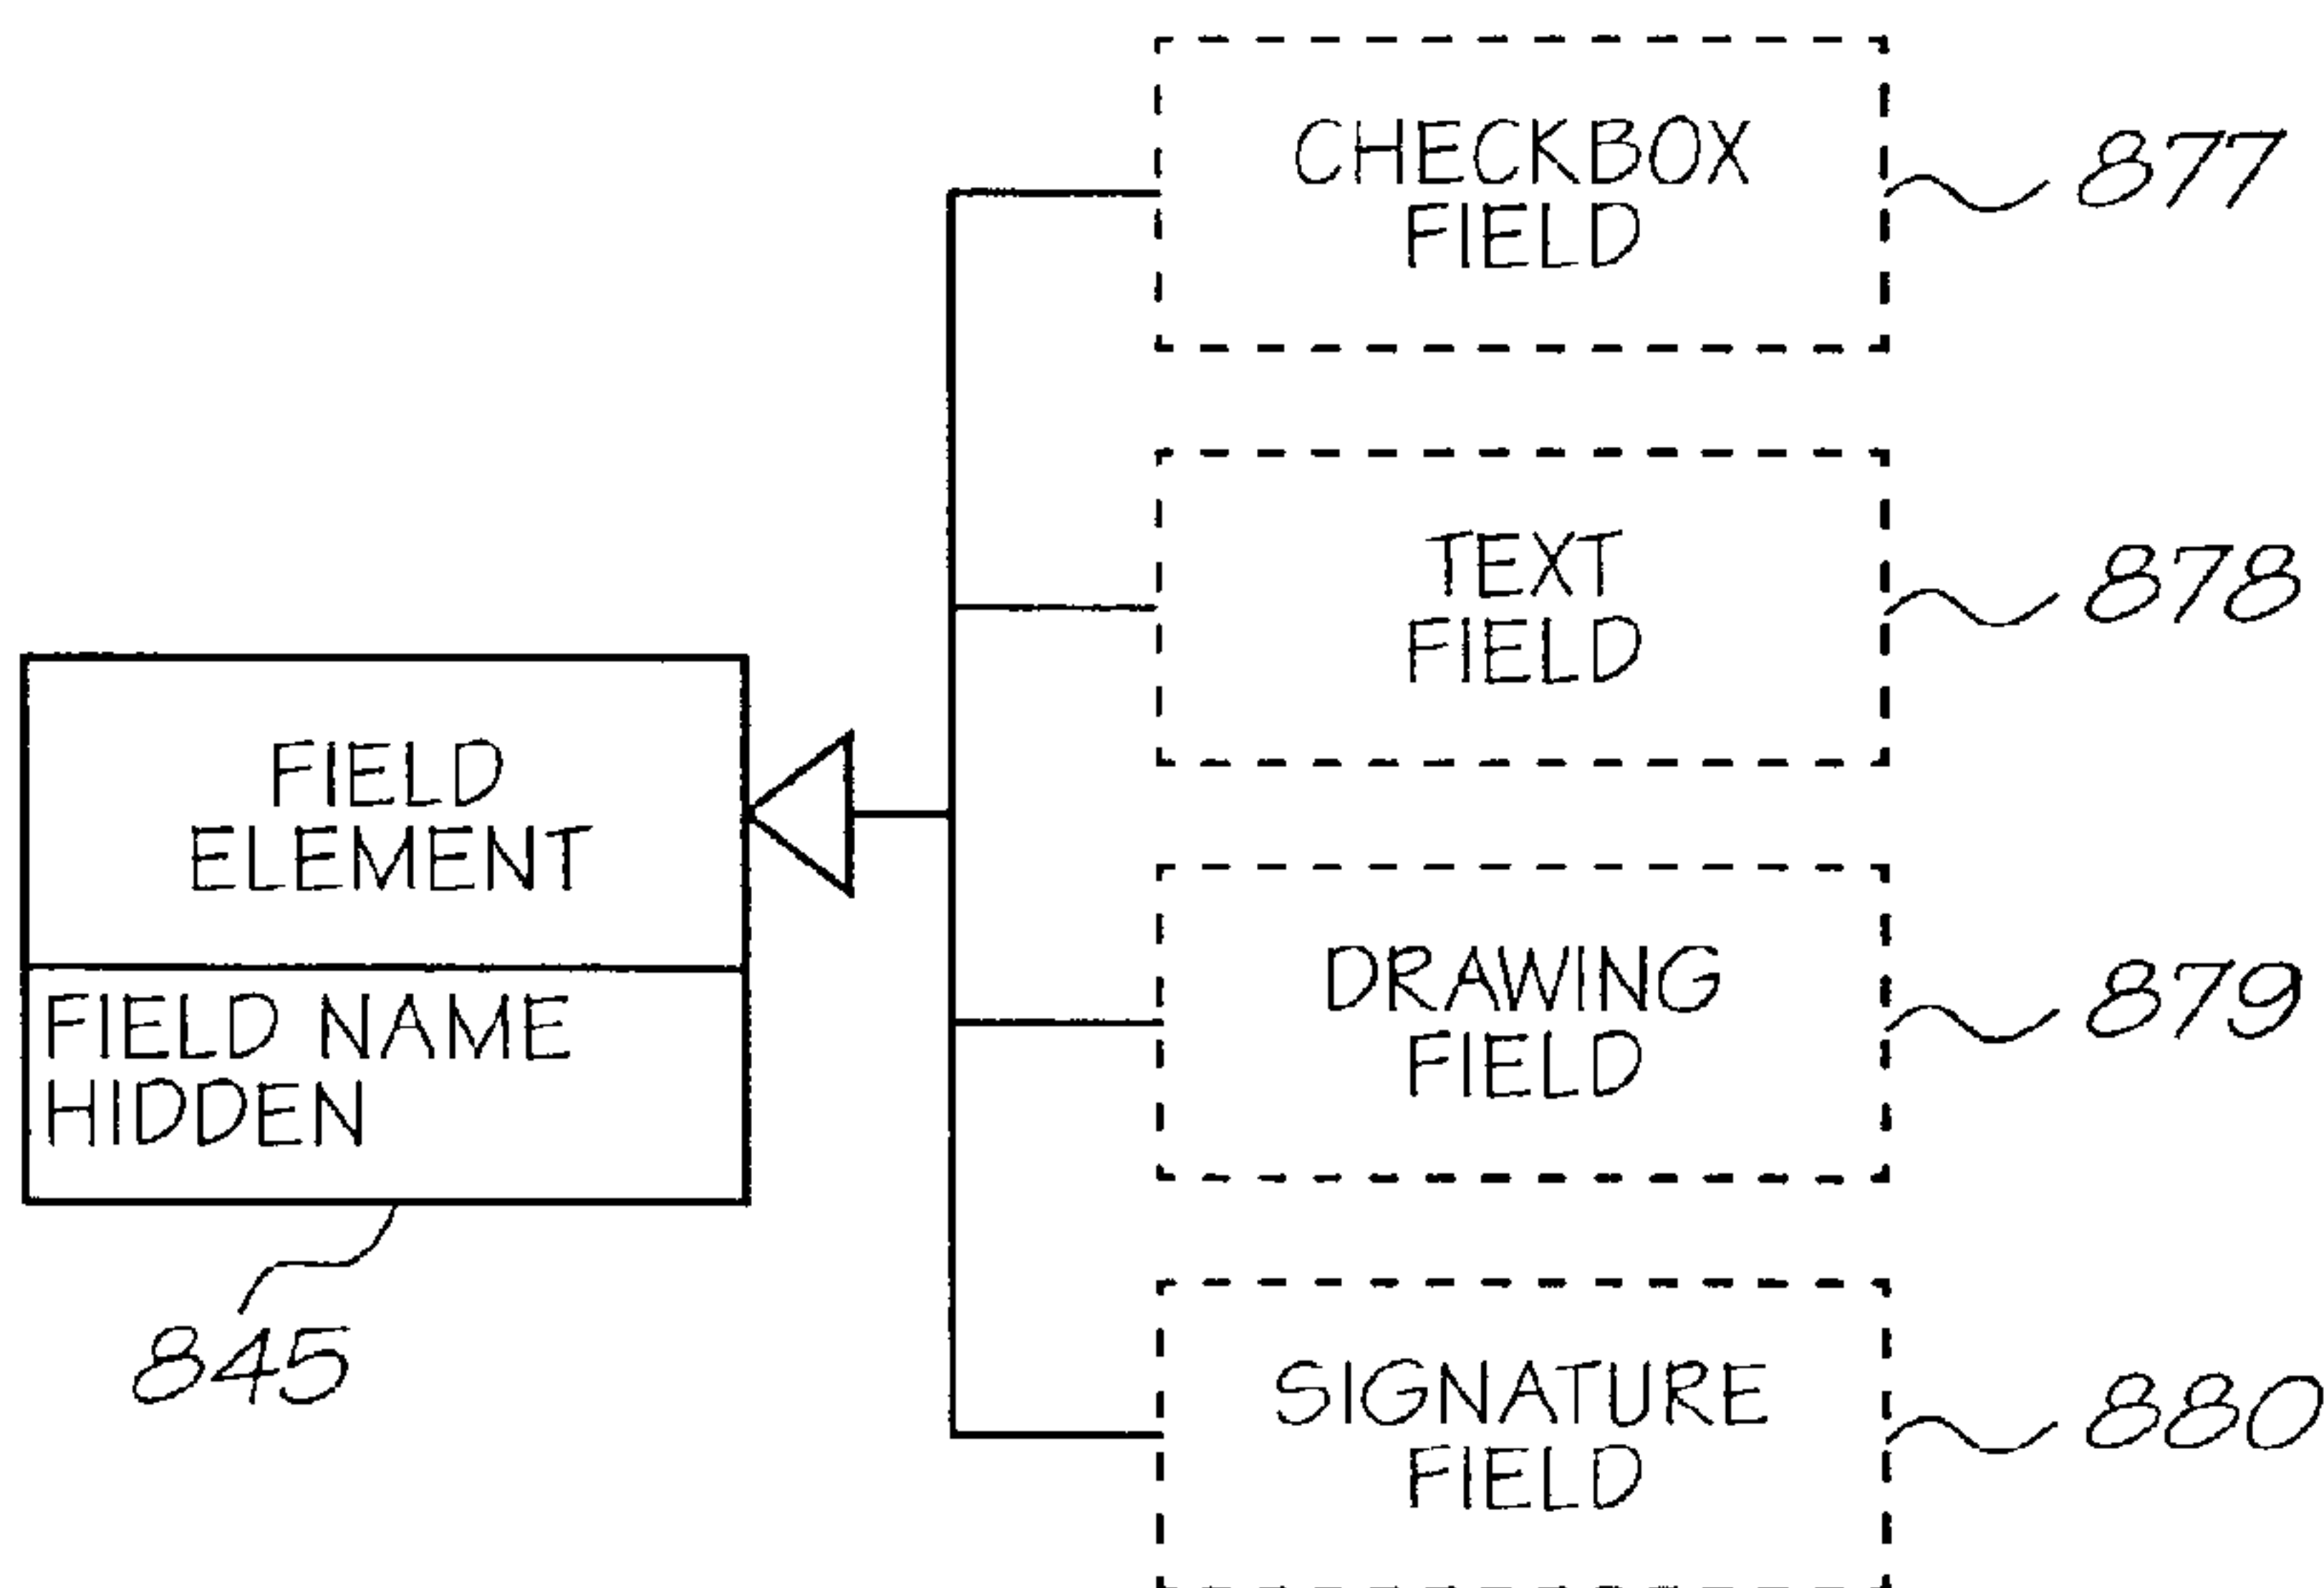 CHECKBOX
FIELD
877
TEXT
FIELD
878
FIELD
ELEMENT
FIELD NAME
HIDDEN
845
DRAWING
FIELD
879
SIGNATURE
FIELD
880